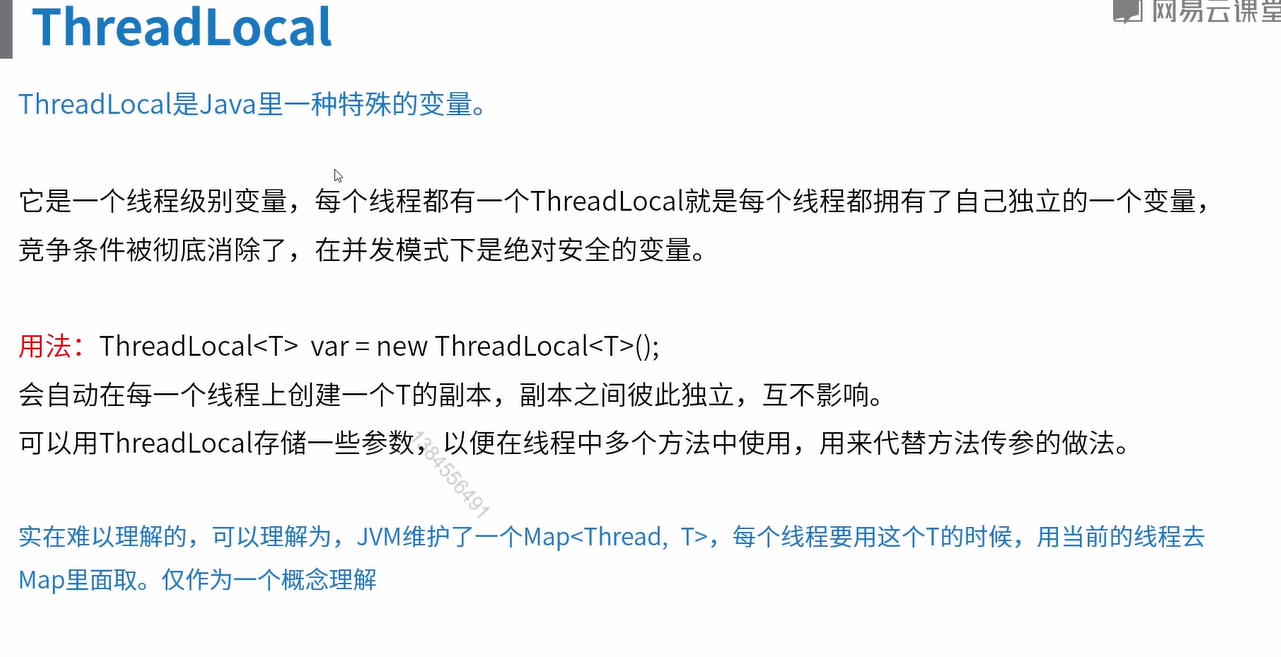 ThreadLocal
网易云课堂
ThreadLocal是Java里一种特殊的变量。
它是一个线程级别变量，每个线程都有一个ThreadLocal就是每个线程都拥有了自己独立的一个变量，
竞争条件被彻底消除了，在并发模式下是绝对安全的变量。
用法：ThreadLocal<T>  var = new ThreadLocal<T>();
会自动在每一个线程上创建一个T的副本，副本之间彼此独立，互不影响。
可以用ThreadLocal存储一些参数，以便在线程中多个方法中使用，用来代替方法传参的做法。
1384556491
实在难以理解的，可以理解为，JVM维护了一个Map<Thread, T>，每个线程要用这个T的时候，用当前的线程去
Map里面取。仅作为一个概念理解